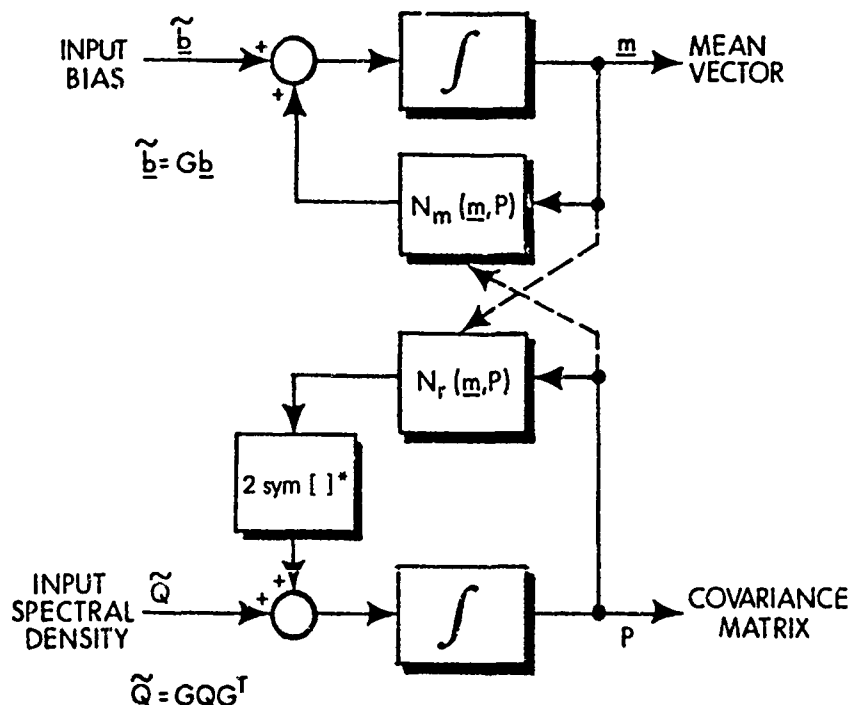 INPUT
BIAS
b̲̃
+
+
∫
m̲
MEAN
VECTOR
b̲̃ = Gb̲
Nₘ (m̲,P)
Nᵣ (m̲,P)
2 sym [ ]*
INPUT
SPECTRAL
DENSITY
Q̃
+
+
∫
P
COVARIANCE
MATRIX
Q̃ = GQGᵀ